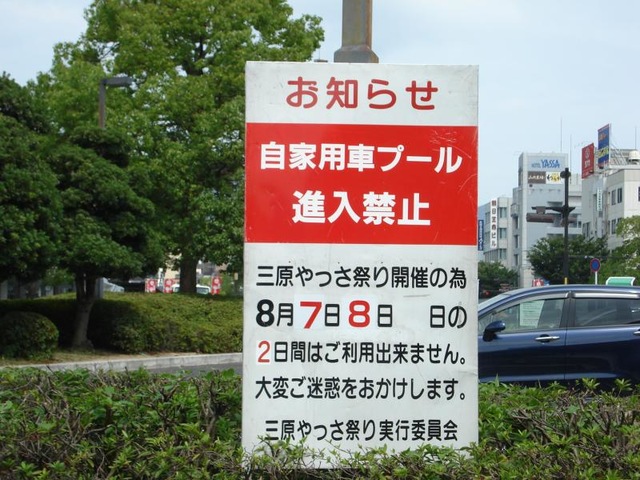 お知らせ
自家用車プール
進入禁止
三原やっさ祭り開催の為
8月7日8日　日の
2日間はご利用出来ません。
大変ご迷惑をおかけします。
三原やっさ祭り実行委員会
YASSA